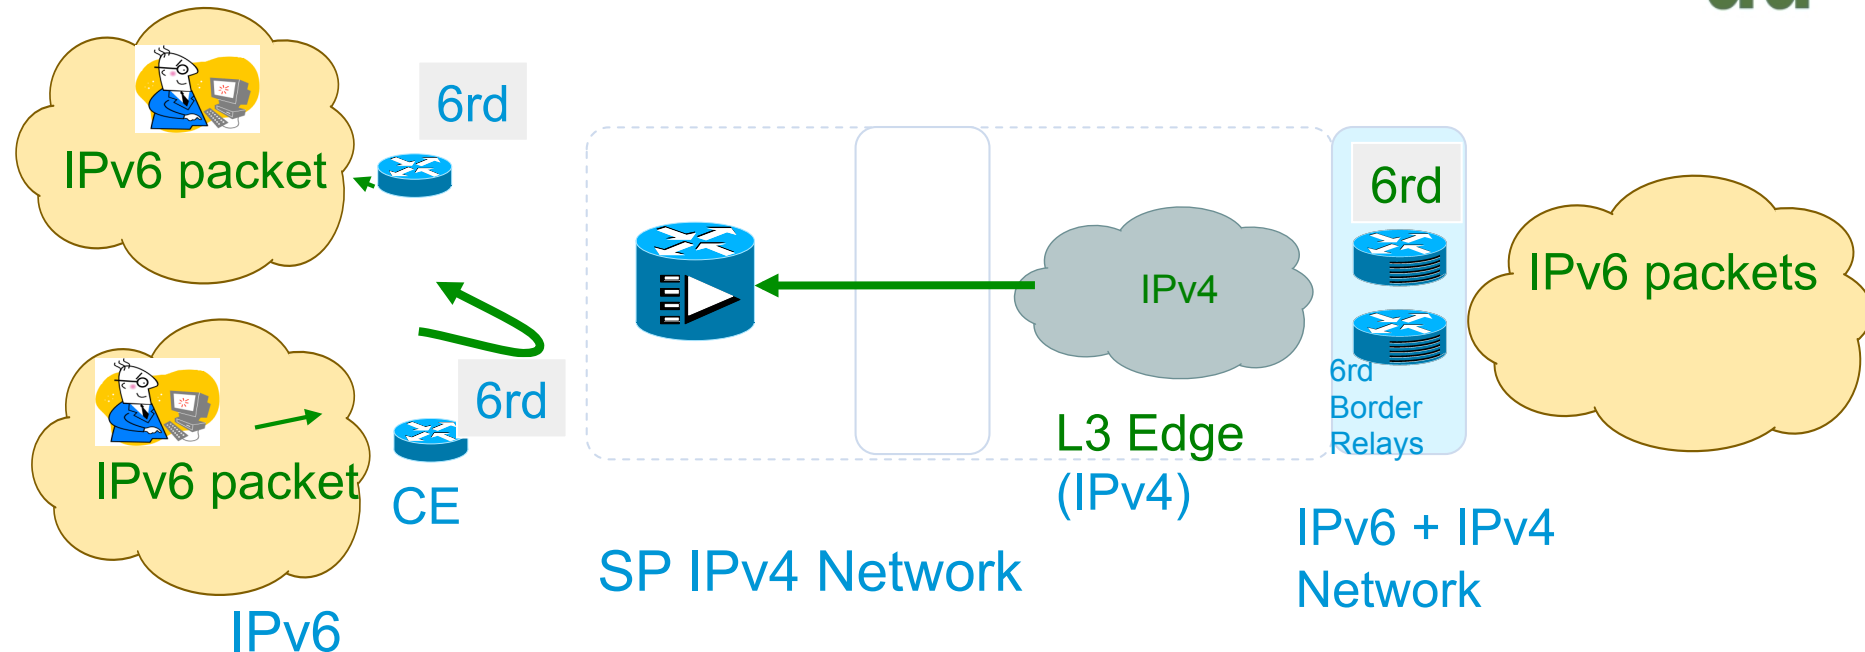 6rd
IPv6 packet
6rd
IPv4
IPv6 packets
6rd
6rd
Border
Relays
L3 Edge
(IPv4)
IPv6 packet
CE
IPv6 + IPv4
Network
SP IPv4 Network
IPv6